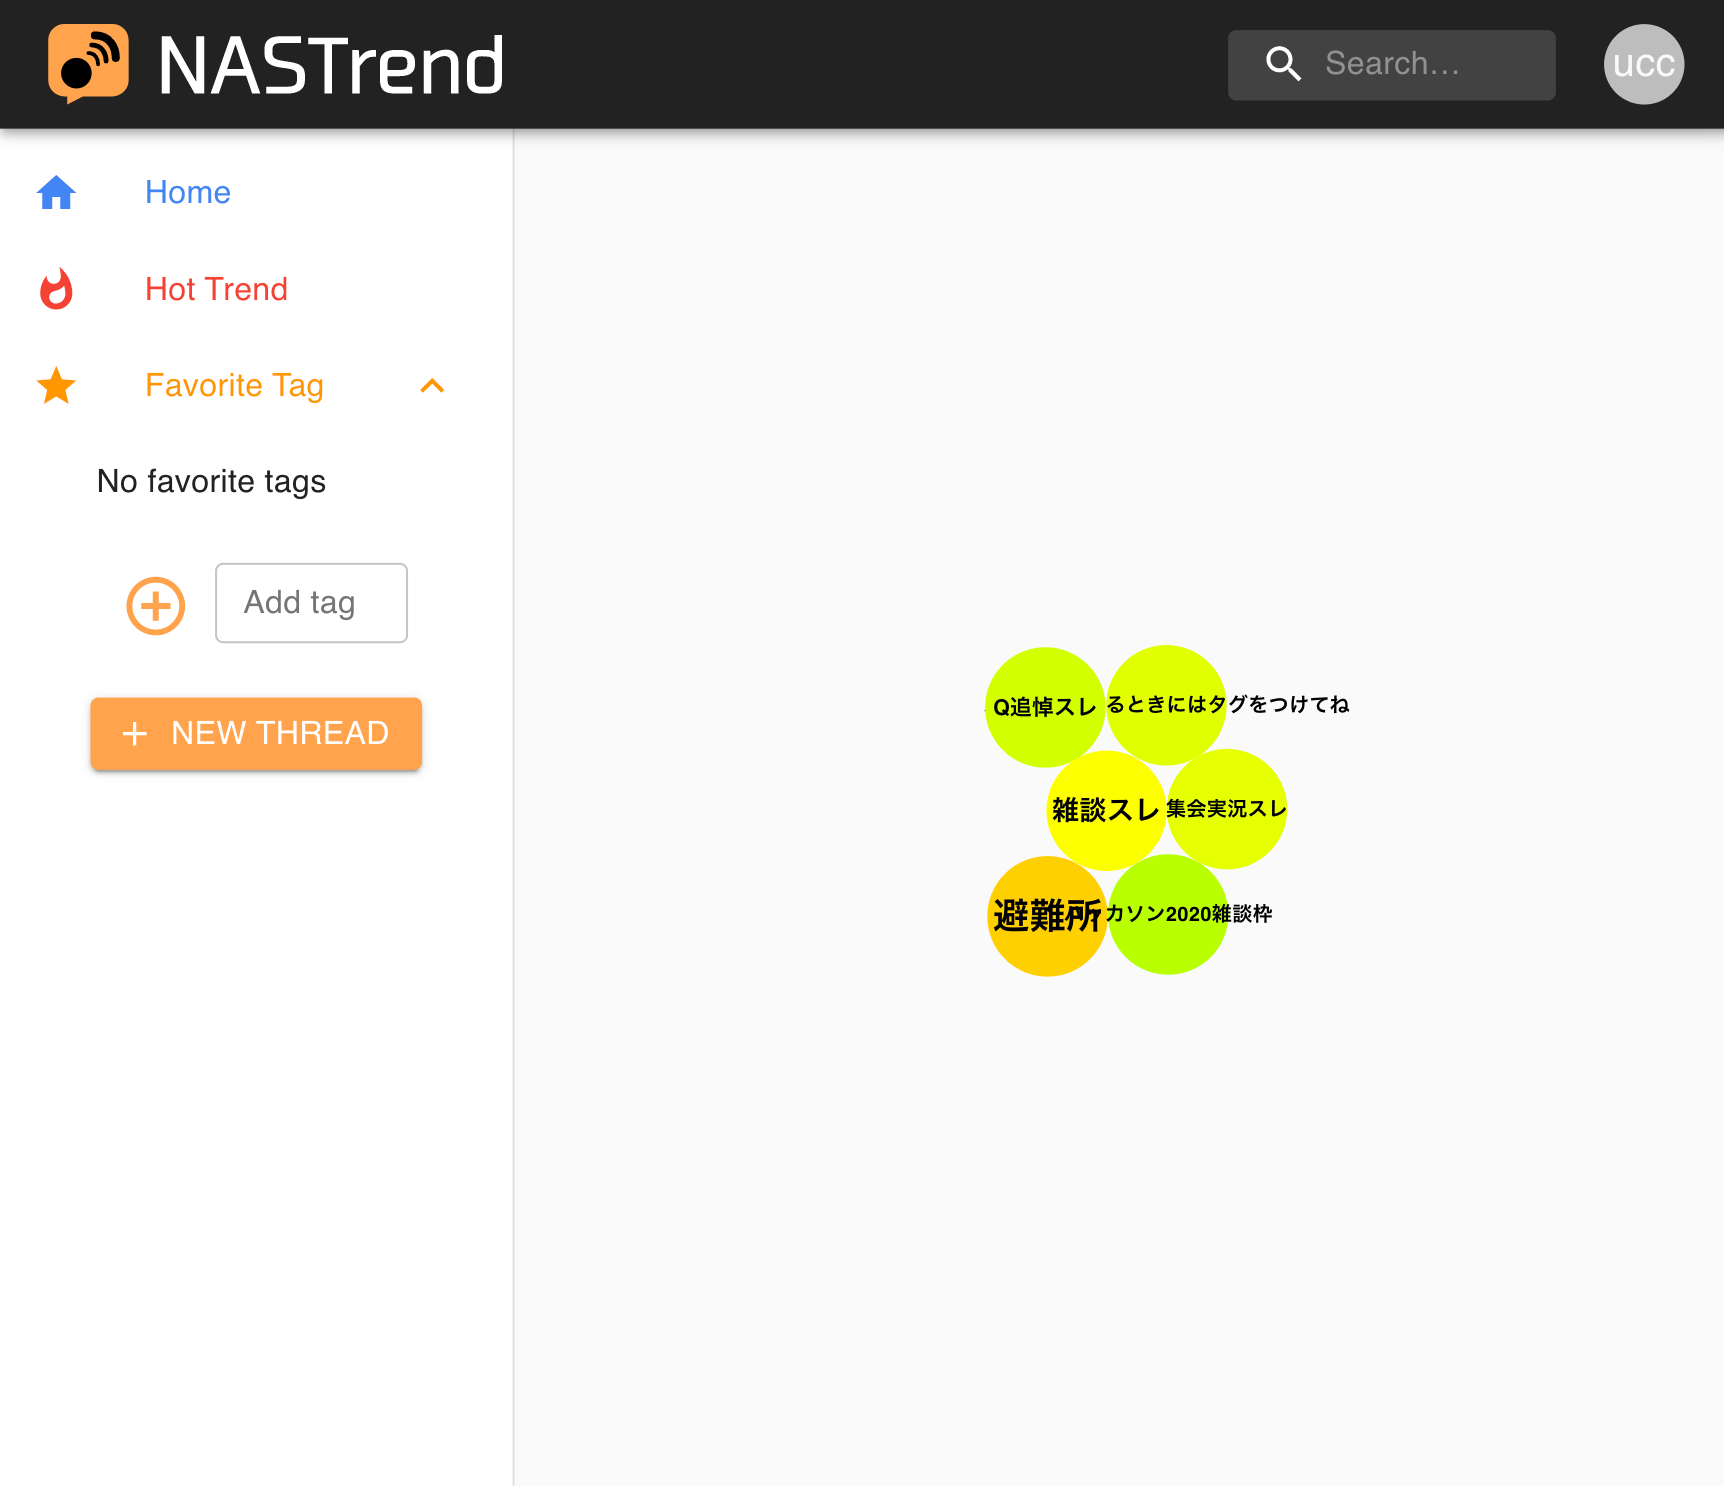 NASTrend
Search...
ucc
Home
Hot Trend
Favorite Tag
No favorite tags
Add tag
NEW THREAD
Q追悼スレ
るときにはタグをつけてね
雑談スレ
集会実況スレ
避難所
カソン2020雑談枠